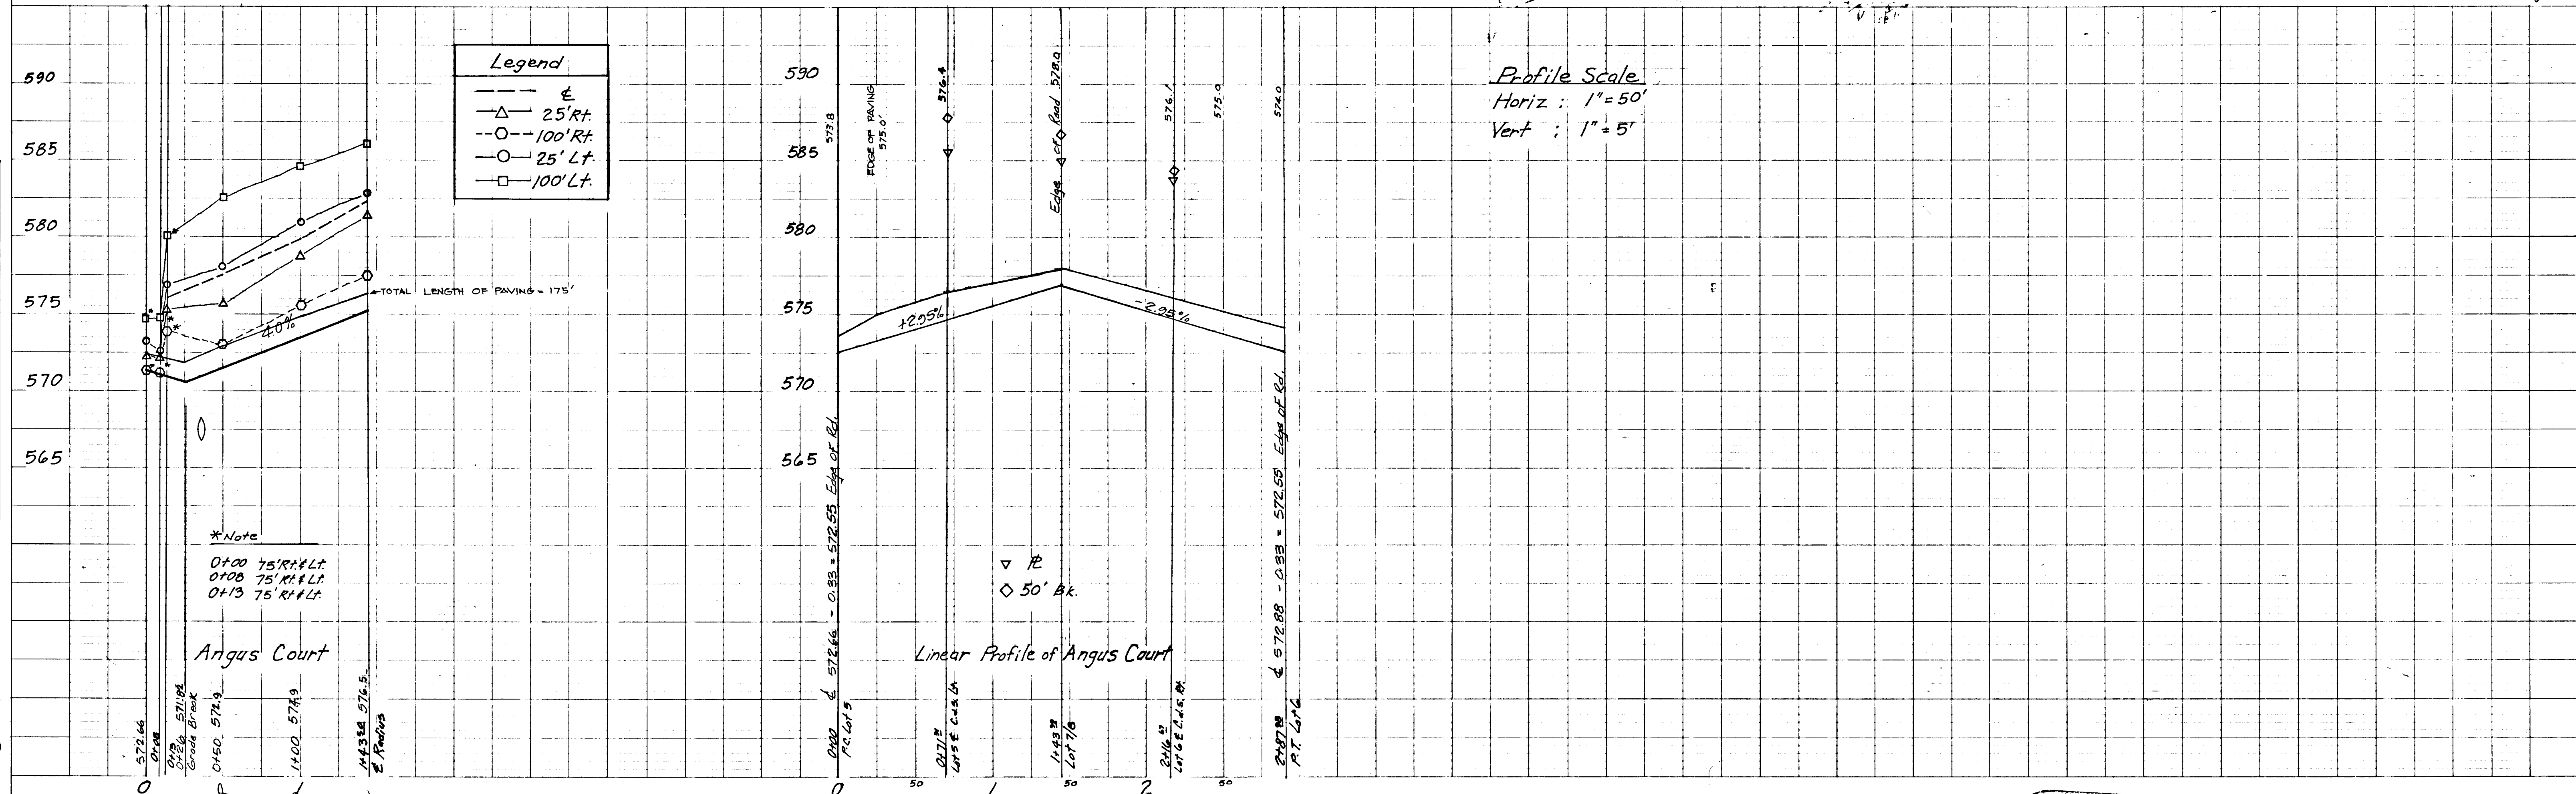 Legend
℄
25' Rt.
100' Rt.
25' Lt.
100' Lt.
590
585
580
575
570
565
TOTAL LENGTH OF PAVING = 175'
4.0%
*Note
0+00 75' Rt. & Lt.
0+08 75' Rt. & Lt.
0+13 75' Rt & Lt.
Angus Court
572.66
0+08
0+13
0+26 571.82
Grade Break
0+50 572.9
1+00
576.5
℄ Radius
0
590
585
580
575
570
565
573.8
EDGE OF PAVING
575.0'
576.4
Edge of Road 578.0
576.1
575.0
574.0
+2.95%
-2.95%
℄ 572.66 - 0.33 = 572.55 Edge of Rd.
℄ 572.88 - 0.33 = 572.55 Edge of Rd.
▽ ⅊
◇ 50' Bk.
Linear Profile of Angus Court
0+00
P.C. Lot 5
Lot 7/8
P.T. Lot 6
0
50
1
50
2
50
Profile Scale
Horiz : 1" = 50'
Vert : 1" = 5'